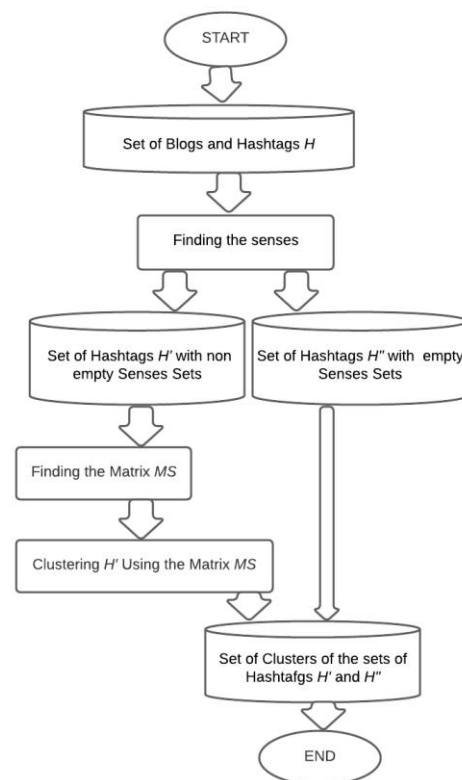 START
Set of Blogs and Hashtags H
Finding the senses
Set of Hashtags H' with non
empty Senses Sets
Set of Hashtags H" with empty
Senses Sets
Finding the Matrix MS
Clustering H' Using the Matrix MS
Set of Clusters of the sets of
Hashtafgs H' and H"
END